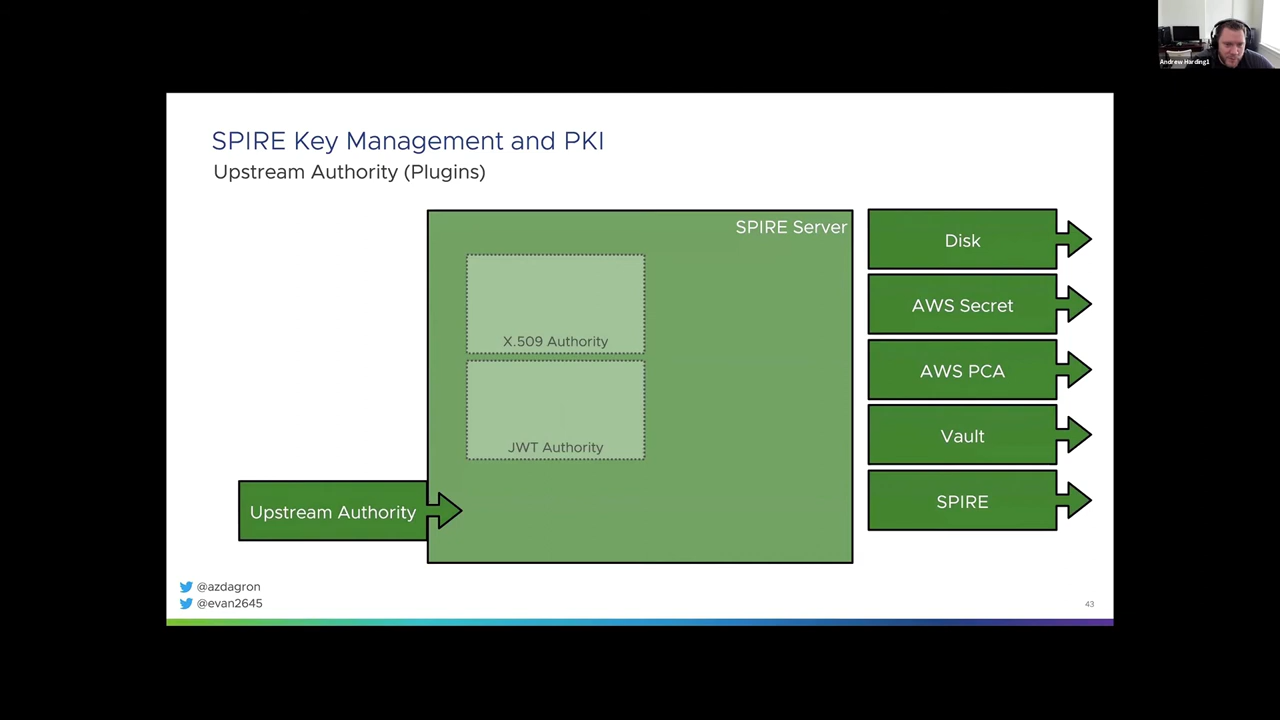 Andrew Harding1
SPIRE Key Management and PKI
Upstream Authority (Plugins)
SPIRE Server
X.509 Authority
JWT Authority
Upstream Authority
Disk
AWS Secret
AWS PCA
Vault
SPIRE
@azdagron
@evan2645
43